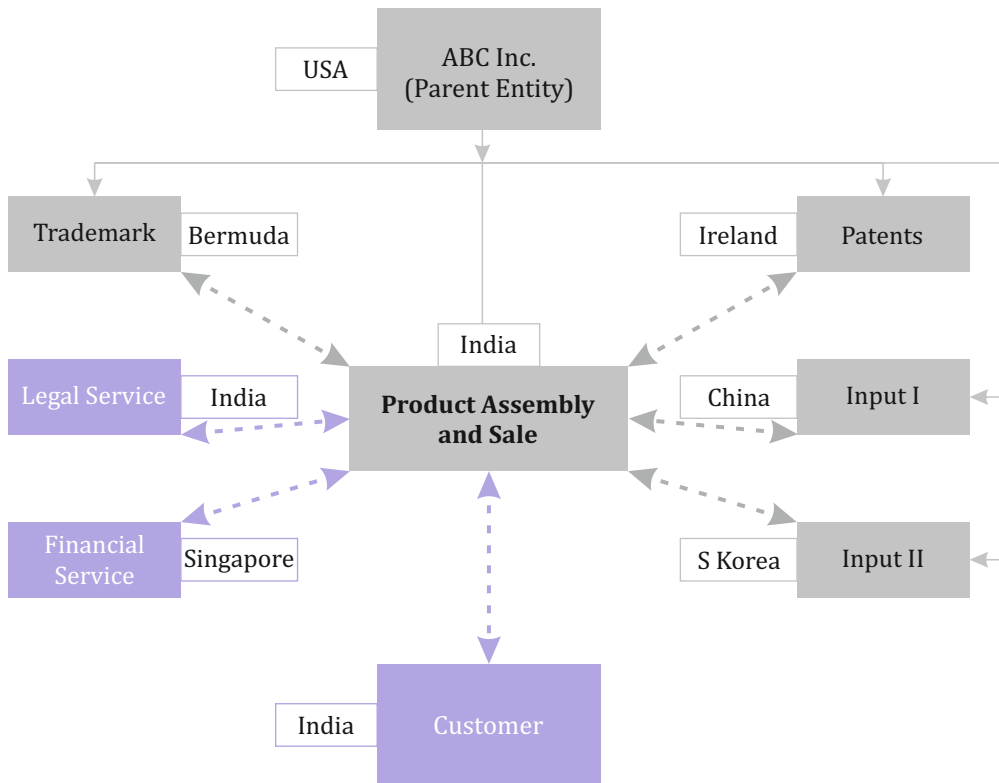 USA
ABC Inc.
(Parent Entity)
Trademark
Bermuda
Ireland
Patents
India
Legal Service
India
Product Assembly
and Sale
China
Input I
Financial
Service
Singapore
S Korea
Input II
India
Customer